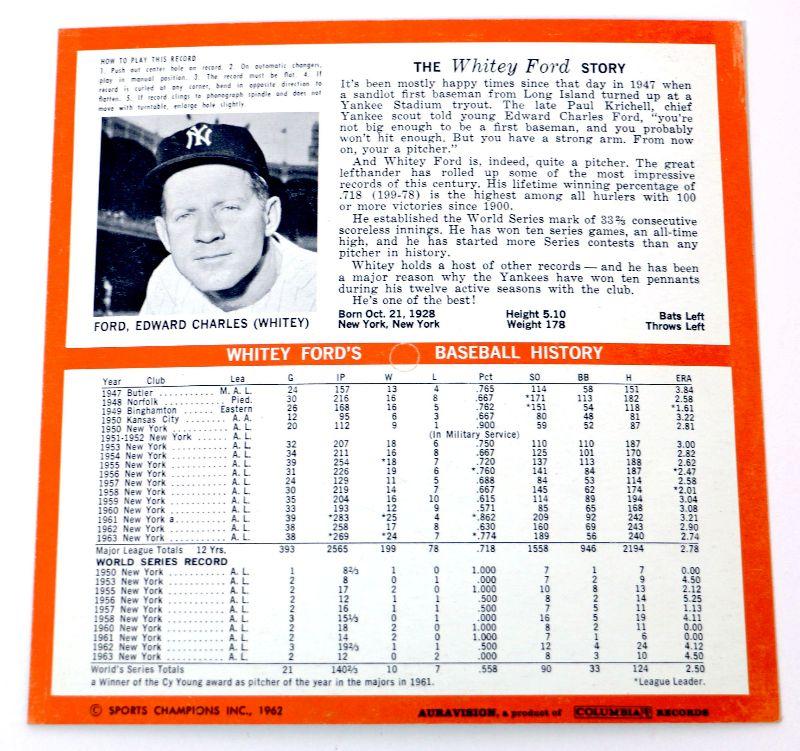 HOW TO PLAY THIS RECORD
1. Push out center hole on record. 2. On automatic changers,
play in manual position. 3. The record must be flat. 4. If
record is curled at any corner, bend in opposite direction to
flatten. 5. If record clings to phonograph spindle and does not
move with turntable, enlarge hole slightly.
NY
FORD, EDWARD CHARLES (WHITEY)
THE Whitey Ford STORY
It's been mostly happy times since that day in 1947 when
a sandlot first baseman from Long Island turned up at a
Yankee Stadium tryout. The late Paul Krichell, chief
Yankee scout told young Edward Charles Ford, "you're
not big enough to be a first baseman, and you probably
won't hit enough. But you have a strong arm. From now
on, your a pitcher."
And Whitey Ford is, indeed, quite a pitcher. The great
lefthander has rolled up some of the most impressive
records of this century. His lifetime winning percentage of
.718 (199-78) is the highest among all hurlers with 100
or more victories since 1900.
He established the World Series mark of 33⅔ consecutive
scoreless innings. He has won ten series games, an all-time
high, and he has started more Series contests than any
pitcher in history.
Whitey holds a host of other records — and he has been
a major reason why the Yankees have won ten pennants
during his twelve active seasons with the club.
He's one of the best!
Born Oct. 21, 1928 Height 5.10 Bats Left
New York, New York Weight 178 Throws Left
WHITEY FORD'S BASEBALL HISTORY
Year Club Lea G IP W L Pct SO BB H ERA
1947 Butler ........... M. A. L. 24 157 13 4 .765 114 58 151 3.84
1948 Norfolk ........... Pied. 30 216 16 8 .667 *171 113 182 2.58
1949 Binghamton ...... Eastern 26 168 16 5 .762 *151 54 118 *1.61
1950 Kansas City ........ A. A. 12 95 6 3 .667 80 48 81 3.22
1950 New York .......... A. L. 20 112 9 1 .900 59 52 87 2.81
1951-1952 New York ..... A. L. (In Military Service)
1953 New York .......... A. L. 32 207 18 6 .750 110 110 187 3.00
1954 New York .......... A. L. 34 211 16 8 .667 125 101 170 2.82
1955 New York .......... A. L. 39 254 *18 7 .720 137 113 188 2.62
1956 New York .......... A. L. 31 226 19 6 *.760 141 84 187 *2.47
1957 New York .......... A. L. 24 129 11 5 .688 84 53 114 2.58
1958 New York .......... A. L. 30 219 14 7 .667 145 62 174 *2.01
1959 New York .......... A. L. 35 204 16 10 .615 114 89 194 3.04
1960 New York .......... A. L. 33 193 12 9 .571 85 65 168 3.08
1961 New York a......... A. L. 39 *283 *25 4 *.862 209 92 242 3.21
1962 New York .......... A. L. 38 258 17 8 .630 160 69 243 2.90
1963 New York .......... A. L. 38 *269 *24 7 *.774 189 56 240 2.74
Major League Totals 12 Yrs. 393 2565 199 78 .718 1558 946 2194 2.78
WORLD SERIES RECORD
1950 New York .......... A. L. 1 8⅔ 1 0 1.000 7 1 7 0.00
1953 New York .......... A. L. 2 8 0 1 .000 7 2 9 4.50
1955 New York .......... A. L. 2 17 2 0 1.000 10 8 13 2.12
1956 New York .......... A. L. 2 12 1 1 .500 8 2 14 5.25
1957 New York .......... A. L. 2 16 1 1 .500 7 5 11 1.13
1958 New York .......... A. L. 3 15⅓ 0 1 .000 16 5 19 4.11
1960 New York .......... A. L. 2 18 2 0 1.000 8 2 11 0.00
1961 New York .......... A. L. 2 14 2 0 1.000 7 1 6 0.00
1962 New York .......... A. L. 3 19⅔ 1 1 .500 12 4 24 4.12
1963 New York .......... A. L. 2 12 0 2 .000 8 3 10 4.50
World's Series Totals 21 140⅔ 10 7 .558 90 33 124 2.50
a Winner of the Cy Young award as pitcher of the year in the majors in 1961. *League Leader.
© SPORTS CHAMPIONS INC., 1962 AURAVISION, a product of COLUMBIA RECORDS